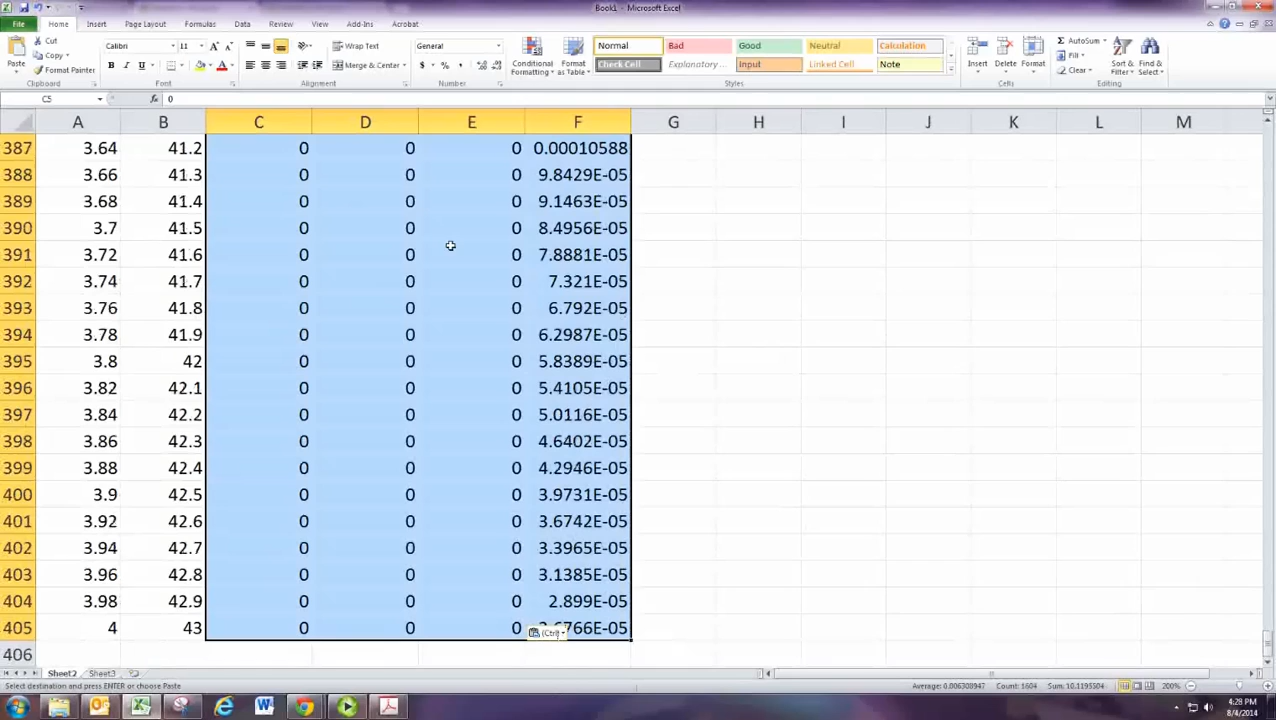 Book1 - Microsoft Excel
File Home Insert Page Layout Formulas Data Review View Add-Ins Acrobat
Paste Cut Copy Format Painter Clipboard
Calibri 11 Font
Wrap Text Merge & Center Alignment
General Number
Conditional Formatting Format as Table
Normal Bad Good Neutral Calculation
Check Cell Explanatory ... Input Linked Cell Note
Styles
Insert Delete Format Cells
AutoSum Fill Clear Sort & Filter Find & Select Editing
C5 fx 0
A B C D E F G H I J K L M
387 3.64 41.2 0 0 0 0.00010588
388 3.66 41.3 0 0 0 9.8429E-05
389 3.68 41.4 0 0 0 9.1463E-05
390 3.7 41.5 0 0 0 8.4956E-05
391 3.72 41.6 0 0 0 7.8881E-05
392 3.74 41.7 0 0 0 7.321E-05
393 3.76 41.8 0 0 0 6.792E-05
394 3.78 41.9 0 0 0 6.2987E-05
395 3.8 42 0 0 0 5.8389E-05
396 3.82 42.1 0 0 0 5.4105E-05
397 3.84 42.2 0 0 0 5.0116E-05
398 3.86 42.3 0 0 0 4.6402E-05
399 3.88 42.4 0 0 0 4.2946E-05
400 3.9 42.5 0 0 0 3.9731E-05
401 3.92 42.6 0 0 0 3.6742E-05
402 3.94 42.7 0 0 0 3.3965E-05
403 3.96 42.8 0 0 0 3.1385E-05
404 3.98 42.9 0 0 0 2.899E-05
405 4 43 0 0 0 6766E-05
(Ctrl)
406
Sheet2 Sheet3
Select destination and press ENTER or choose Paste Average: 0.006308947 Count: 1604 Sum: 10.1195504 200%
4:28 PM
8/4/2014